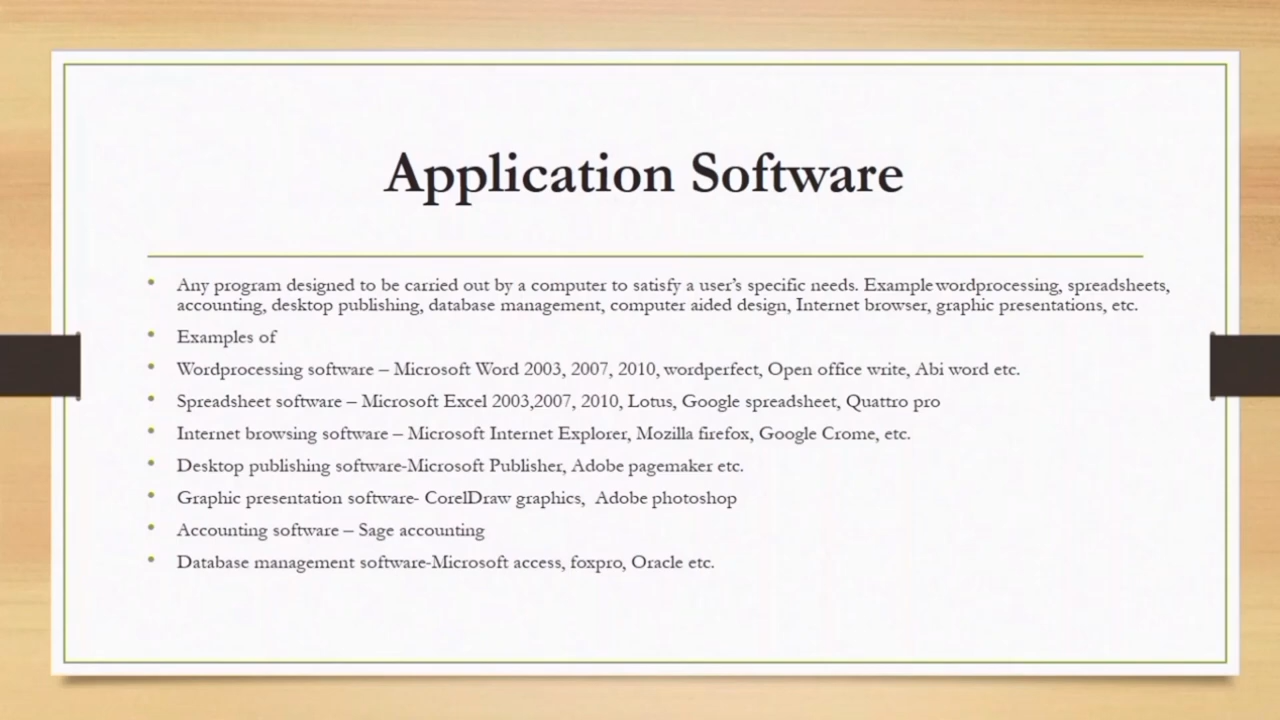 Application Software
• Any program designed to be carried out by a computer to satisfy a user’s specific needs. Example wordprocessing, spreadsheets,
accounting, desktop publishing, database management, computer aided design, Internet browser, graphic presentations, etc.
• Examples of
• Wordprocessing software – Microsoft Word 2003, 2007, 2010, wordperfect, Open office write, Abi word etc.
• Spreadsheet software – Microsoft Excel 2003,2007, 2010, Lotus, Google spreadsheet, Quattro pro
• Internet browsing software – Microsoft Internet Explorer, Mozilla firefox, Google Crome, etc.
• Desktop publishing software-Microsoft Publisher, Adobe pagemaker etc.
• Graphic presentation software- CorelDraw graphics, Adobe photoshop
• Accounting software – Sage accounting
• Database management software-Microsoft access, foxpro, Oracle etc.